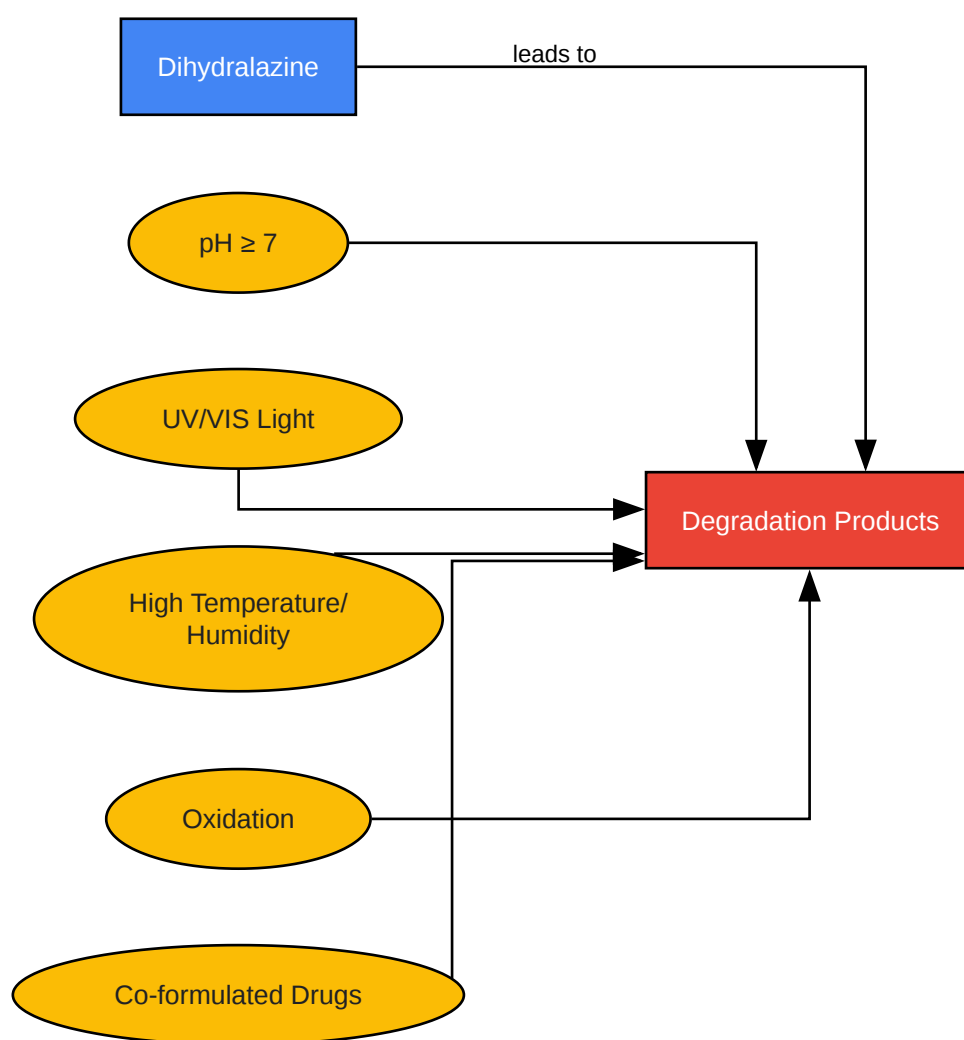 Dihydralazine
leads to
pH ≥ 7
UV/VIS Light
Degradation Products
High Temperature/
Humidity
Oxidation
Co-formulated Drugs